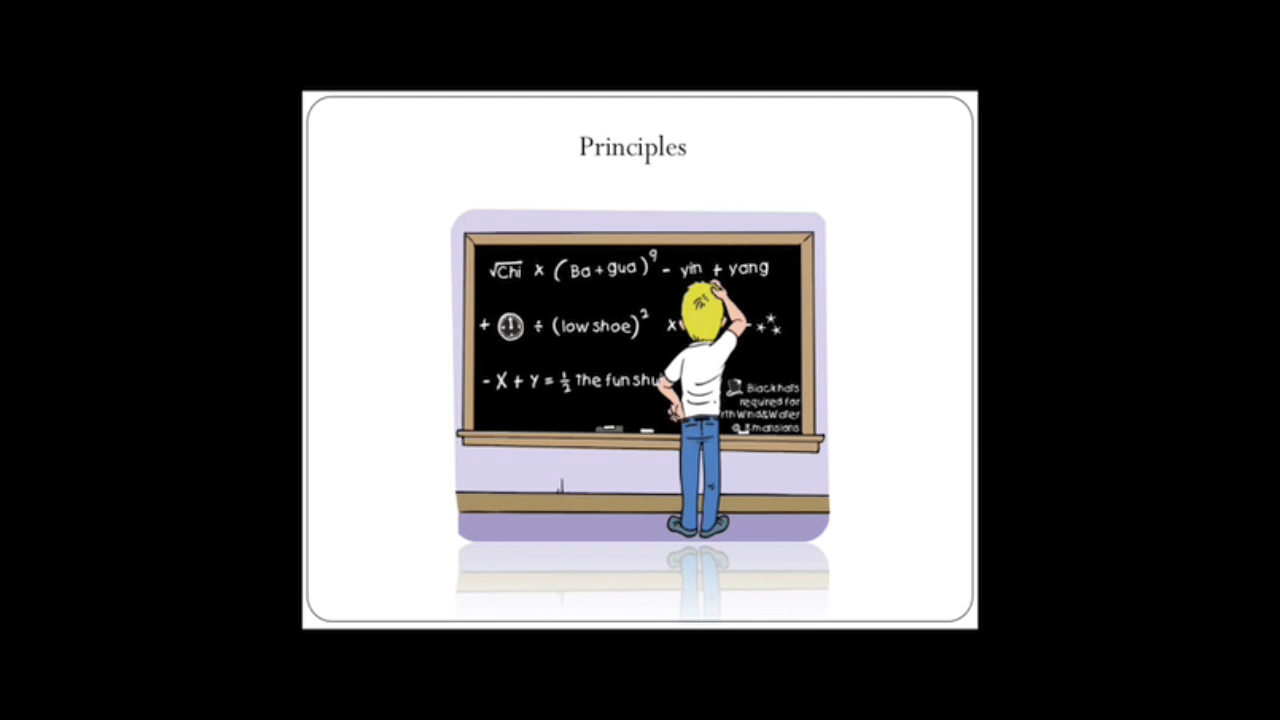 Principles
√Chi x (Ba + gua)⁹ - yin + yang
+ ÷ (low shoe)² x -
- X + Y = ½ the fun shu
Blackhats
required for
Wind&Water
@ 8 mansions